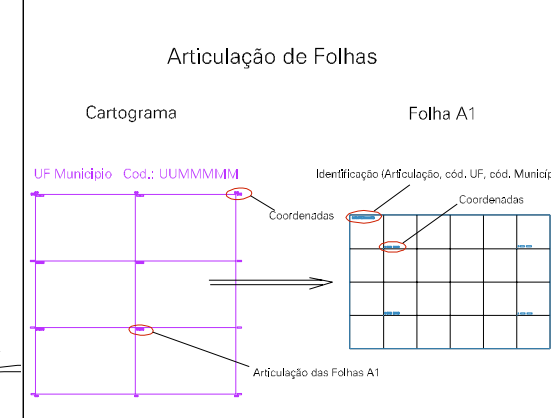 Articulação de Folhas
Cartograma
Folha A1
UF Municipio Cod.: UUMMMMM
Identificação (Articulação, cód. UF, cód. Municíp
Coordenadas
Coordenadas
Articulação das Folhas A1